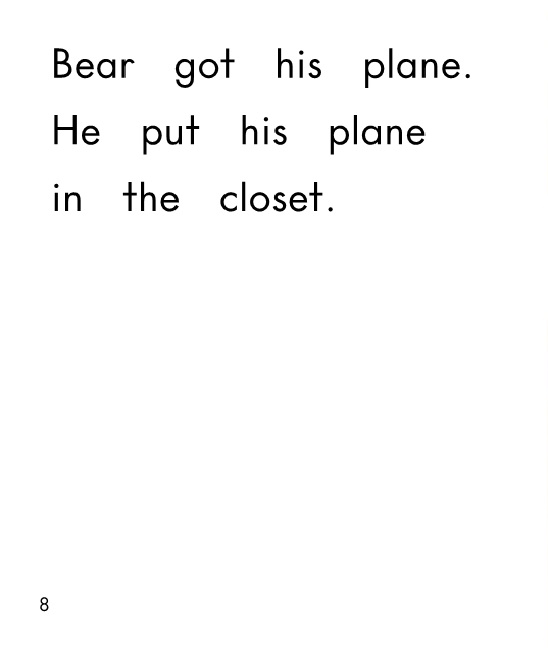 Bear got his plane.
He put his plane
in the closet.
8